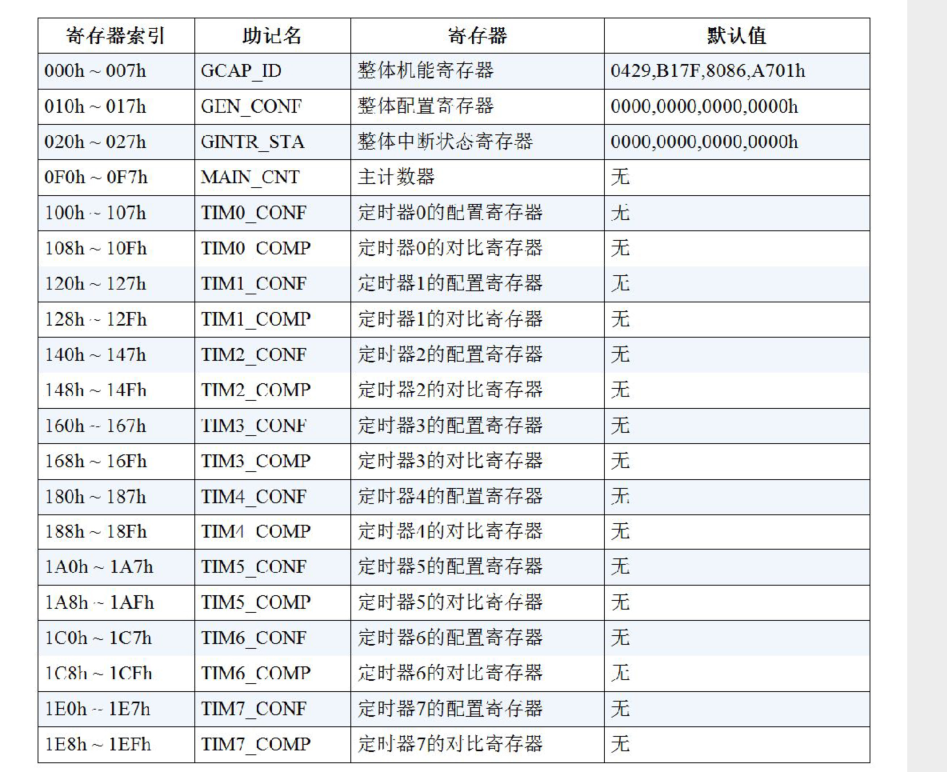 寄存器索引 助记名 寄存器 默认值
000h ~ 007h GCAP_ID 整体机能寄存器 0429,B17F,8086,A701h
010h ~ 017h GEN_CONF 整体配置寄存器 0000,0000,0000,0000h
020h ~ 027h GINTR_STA 整体中断状态寄存器 0000,0000,0000,0000h
0F0h ~ 0F7h MAIN_CNT 主计数器 无
100h ~ 107h TIM0_CONF 定时器0的配置寄存器 无
108h ~ 10Fh TIM0_COMP 定时器0的对比寄存器 无
120h ~ 127h TIM1_CONF 定时器1的配置寄存器 无
128h ~ 12Fh TIM1_COMP 定时器1的对比寄存器 无
140h ~ 147h TIM2_CONF 定时器2的配置寄存器 无
148h ~ 14Fh TIM2_COMP 定时器2的对比寄存器 无
160h ~ 167h TIM3_CONF 定时器3的配置寄存器 无
168h ~ 16Fh TIM3_COMP 定时器3的对比寄存器 无
180h ~ 187h TIM4_CONF 定时器4的配置寄存器 无
188h ~ 18Fh TIM4_COMP 定时器4的对比寄存器 无
1A0h ~ 1A7h TIM5_CONF 定时器5的配置寄存器 无
1A8h ~ 1AFh TIM5_COMP 定时器5的对比寄存器 无
1C0h ~ 1C7h TIM6_CONF 定时器6的配置寄存器 无
1C8h ~ 1CFh TIM6_COMP 定时器6的对比寄存器 无
1E0h ~ 1E7h TIM7_CONF 定时器7的配置寄存器 无
1E8h ~ 1EFh TIM7_COMP 定时器7的对比寄存器 无